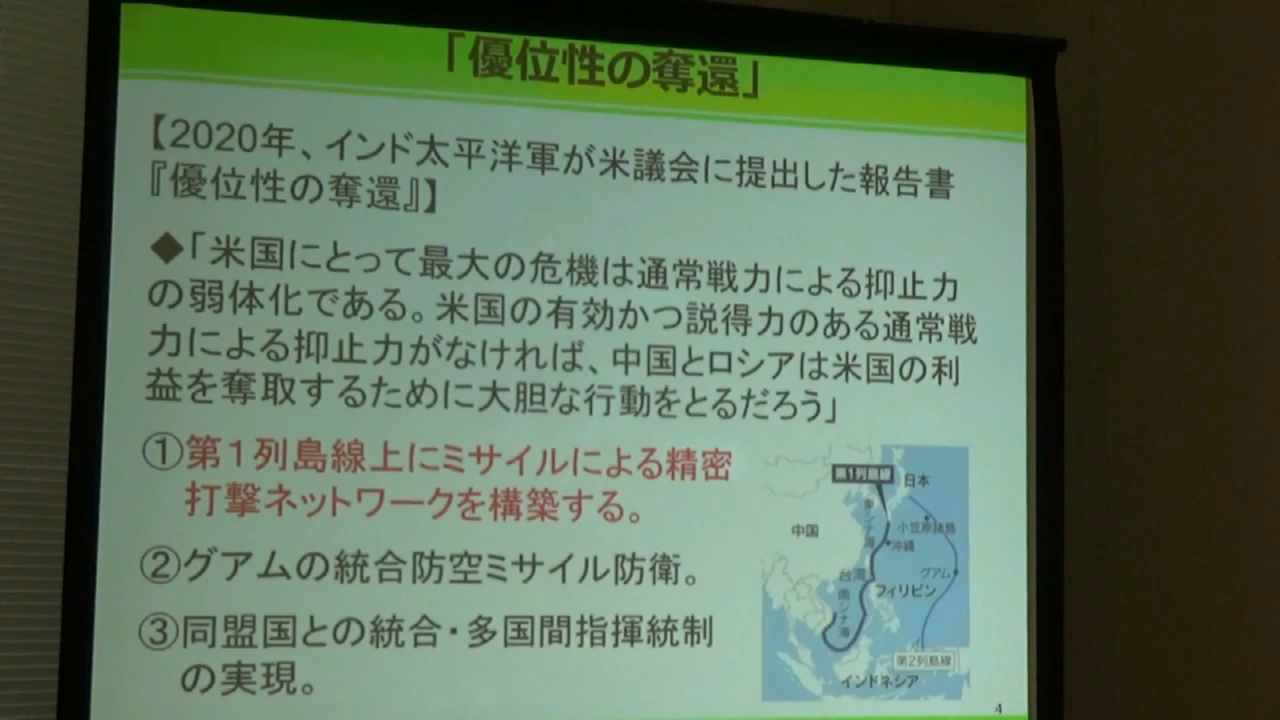 「優位性の奪還」
【2020年、インド太平洋軍が米議会に提出した報告書
『優位性の奪還』】
◆「米国にとって最大の危機は通常戦力による抑止力
の弱体化である。米国の有効かつ説得力のある通常戦
力による抑止力がなければ、中国とロシアは米国の利
益を奪取するために大胆な行動をとるだろう」
①第１列島線上にミサイルによる精密
打撃ネットワークを構築する。
②グアムの統合防空ミサイル防衛。
③同盟国との統合・多国間指揮統制
の実現。
第1列島線
日本
東シナ海
中国
小笠原諸島
沖縄
台湾
グアム
フィリピン
南シナ海
第2列島線
インドネシア
4